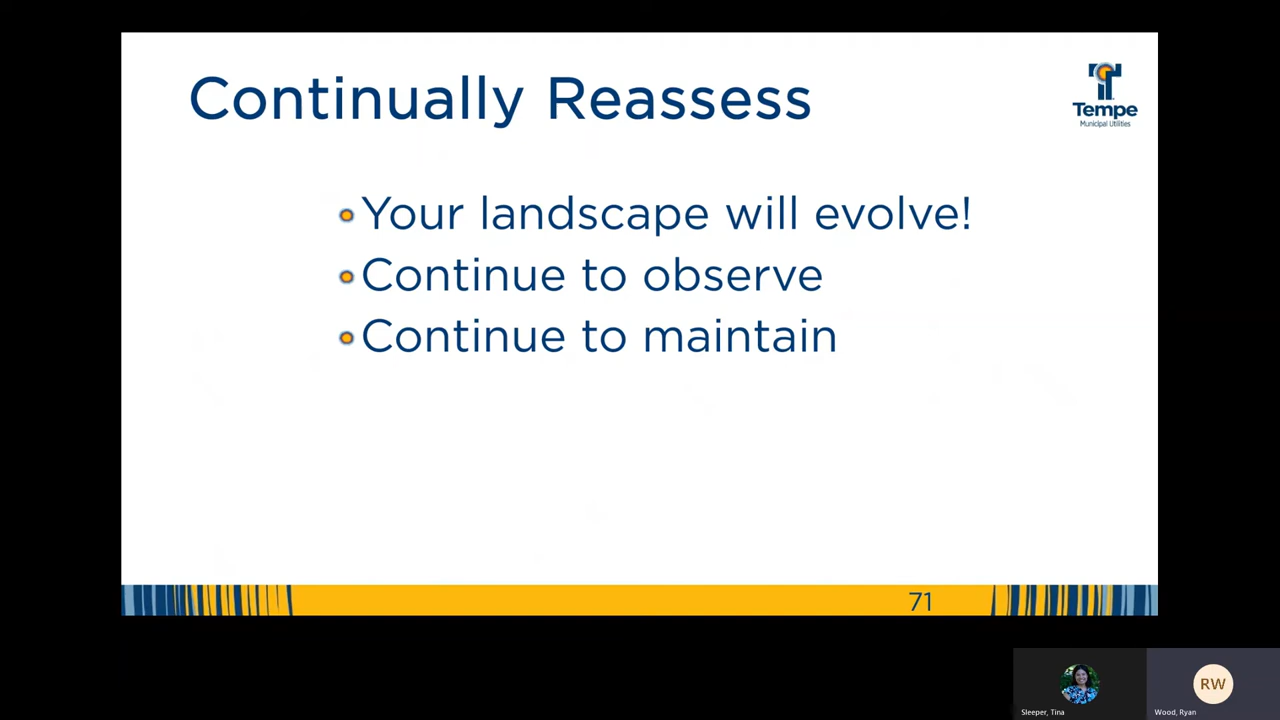 Continually Reassess
Tempe
Municipal Utilities
Your landscape will evolve!
Continue to observe
Continue to maintain
71
RW
Sleeper, Tina
Wood, Ryan